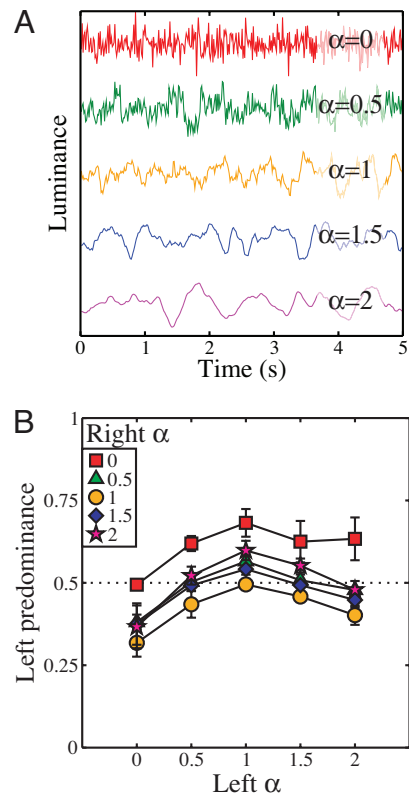 A
α=0
α=0.5
α=1
α=1.5
α=2
Luminance
0 1 2 3 4 5
Time (s)
B
Right α
0
0.5
1
1.5
2
1
0.75
0.5
0.25
0
Left predominance
0 0.5 1 1.5 2
Left α